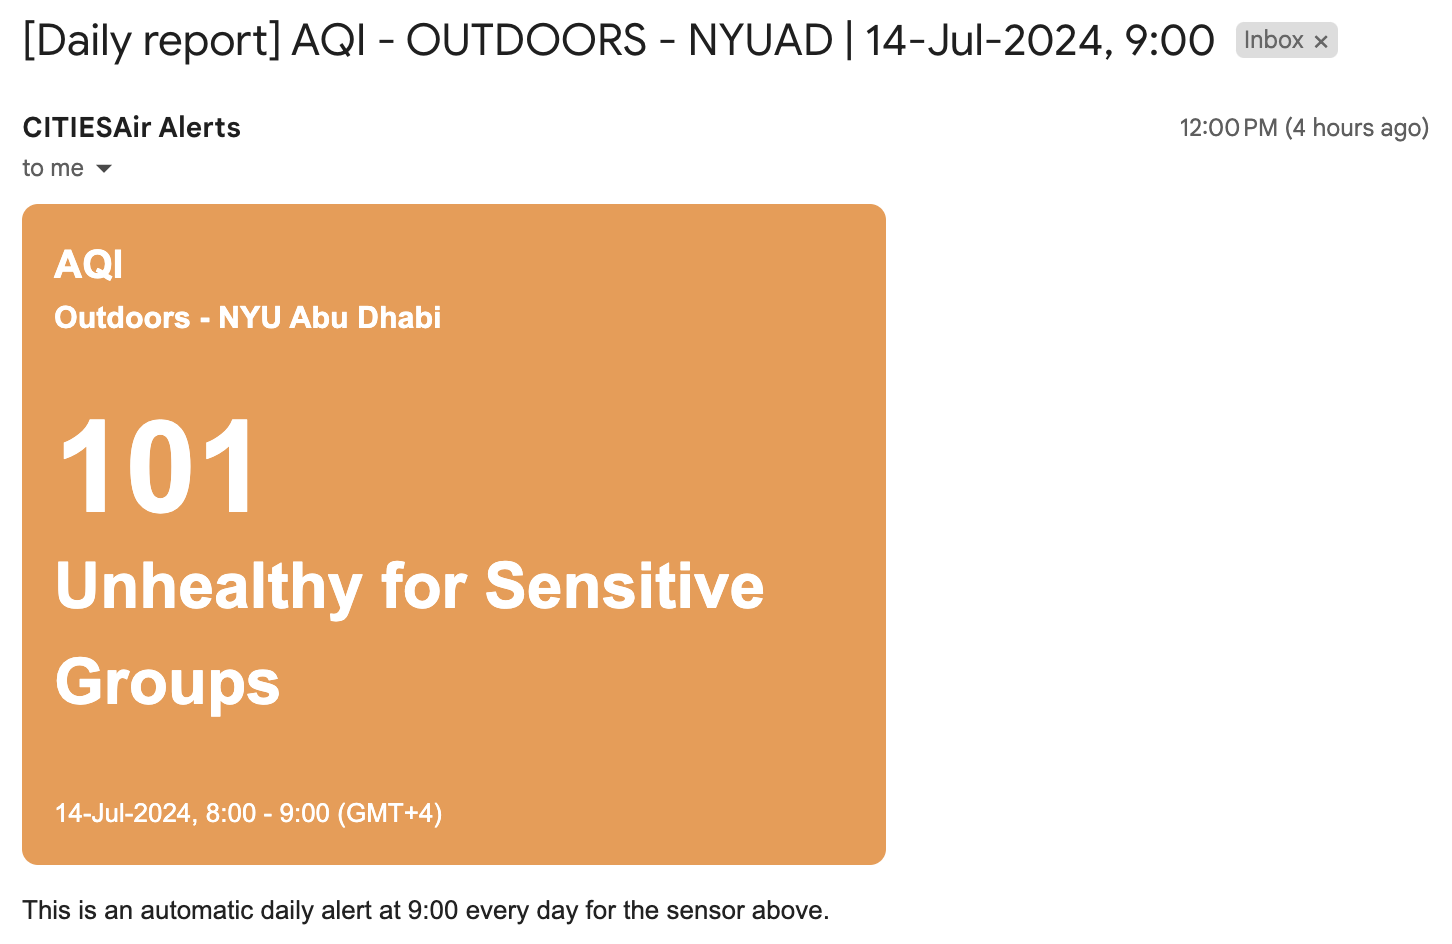 [Daily report] AQI - OUTDOORS - NYUAD | 14-Jul-2024, 9:00 Inbox ×
CITIESAir Alerts 12:00 PM (4 hours ago)
to me
AQI
Outdoors - NYU Abu Dhabi
101
Unhealthy for Sensitive
Groups
14-Jul-2024, 8:00 - 9:00 (GMT+4)
This is an automatic daily alert at 9:00 every day for the sensor above.